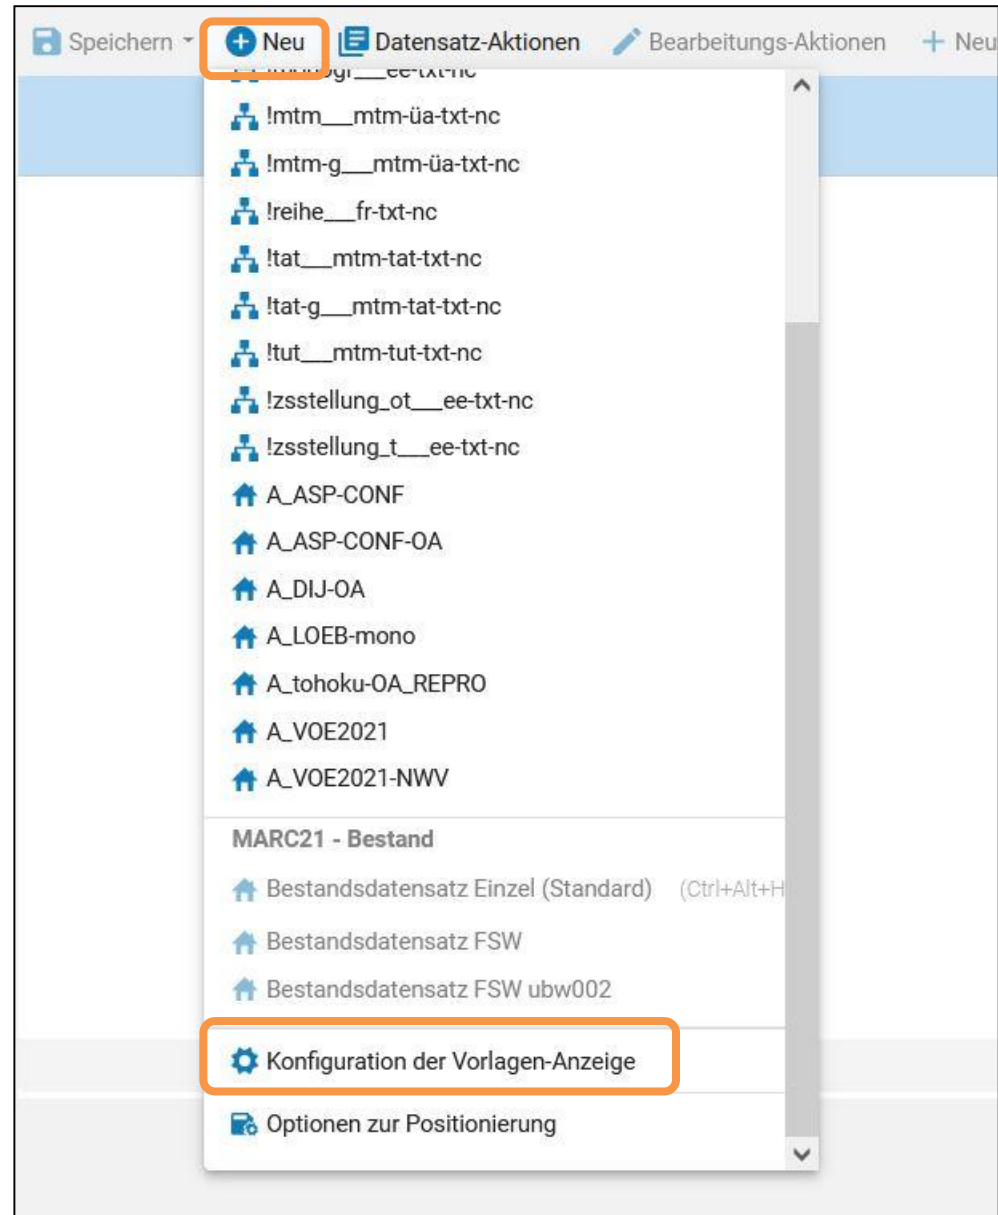 Speichern Neu Datensatz-Aktionen Bearbeitungs-Aktionen + Neu
!mtm___mtm-üa-txt-nc
!mtm-g___mtm-üa-txt-nc
!reihe___fr-txt-nc
!tat___mtm-tat-txt-nc
!tat-g___mtm-tat-txt-nc
!tut___mtm-tut-txt-nc
!zsstellung_ot___ee-txt-nc
!zsstellung_t___ee-txt-nc
A_ASP-CONF
A_ASP-CONF-OA
A_DIJ-OA
A_LOEB-mono
A_tohoku-OA_REPRO
A_VOE2021
A_VOE2021-NWV
MARC21 - Bestand
Bestandsdatensatz Einzel (Standard) (Ctrl+Alt+H
Bestandsdatensatz FSW
Bestandsdatensatz FSW ubw002
Konfiguration der Vorlagen-Anzeige
Optionen zur Positionierung